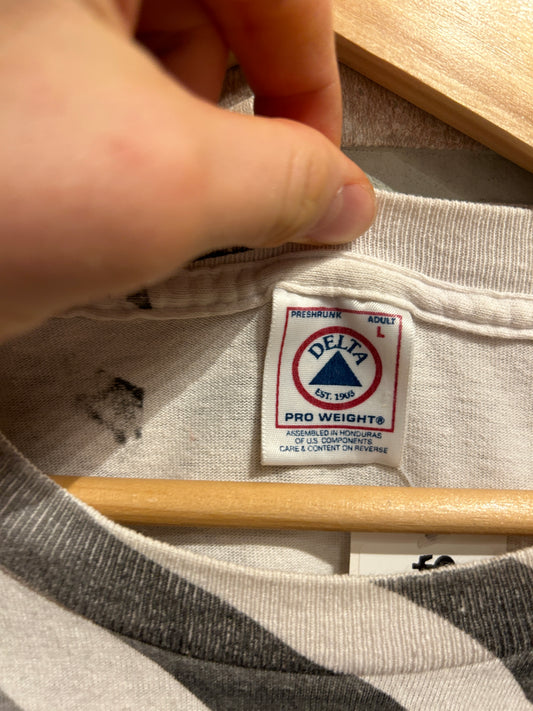 PRESHRUNK ADULT
L
DELTA
EST. 1903
PRO WEIGHT®
ASSEMBLED IN HONDURAS
OF U.S. COMPONENTS
CARE & CONTENT ON REVERSE